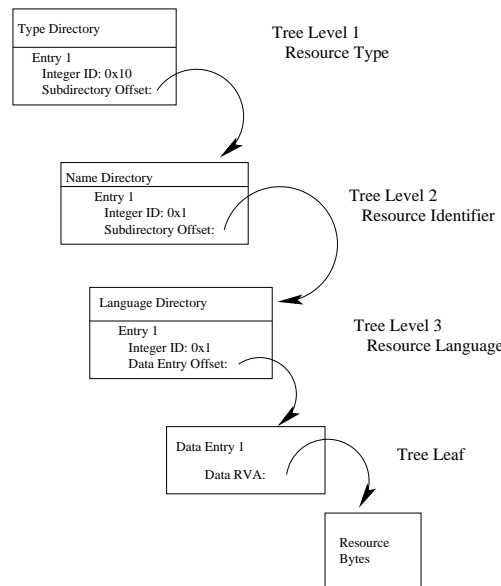 Type Directory
Entry 1
Integer ID: 0x10
Subdirectory Offset:
Tree Level 1
Resource Type
Name Directory
Entry 1
Integer ID: 0x1
Subdirectory Offset:
Tree Level 2
Resource Identifier
Language Directory
Entry 1
Integer ID: 0x1
Data Entry Offset:
Tree Level 3
Resource Language
Data Entry 1
Data RVA:
Tree Leaf
Resource
Bytes